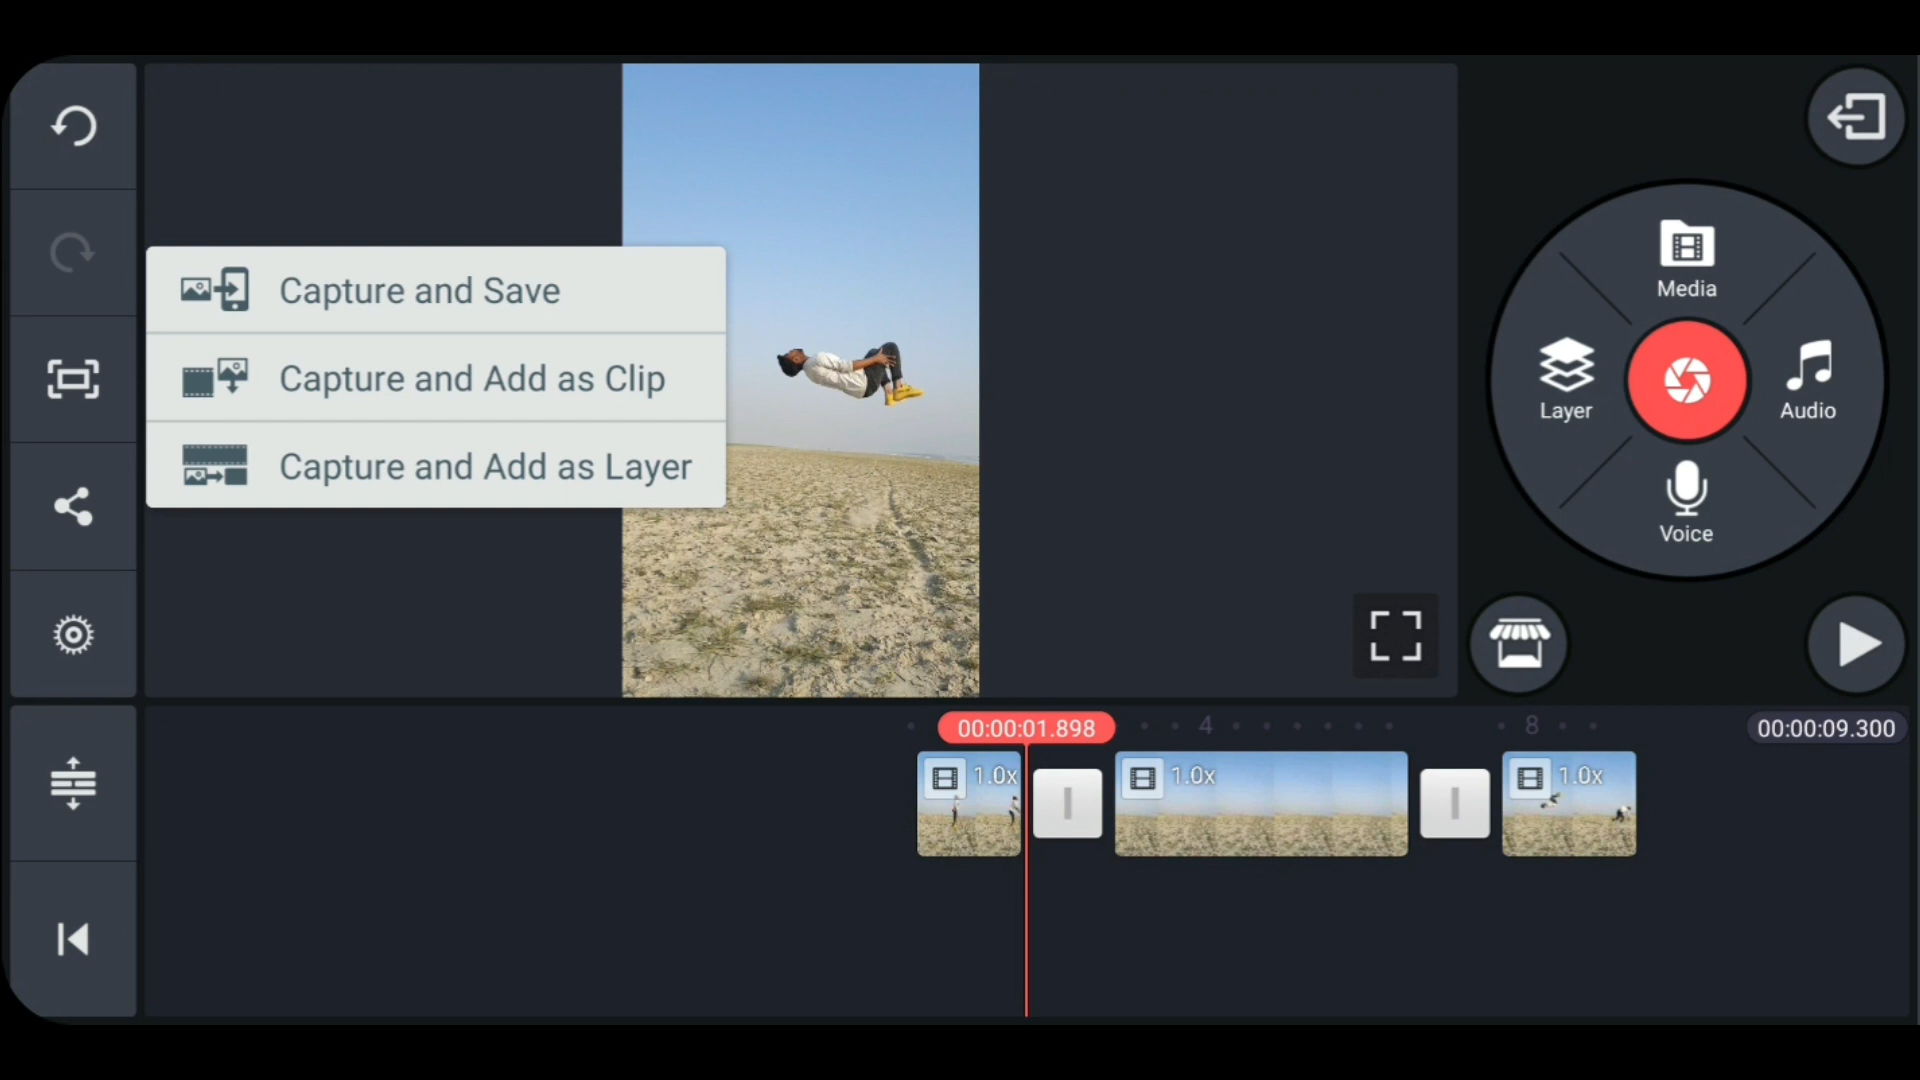 Capture and Save
Capture and Add as Clip
Capture and Add as Layer
Media
Layer
Audio
Voice
00:00:01.898
4
8
00:00:09.300
1.0x
1.0x
1.0x